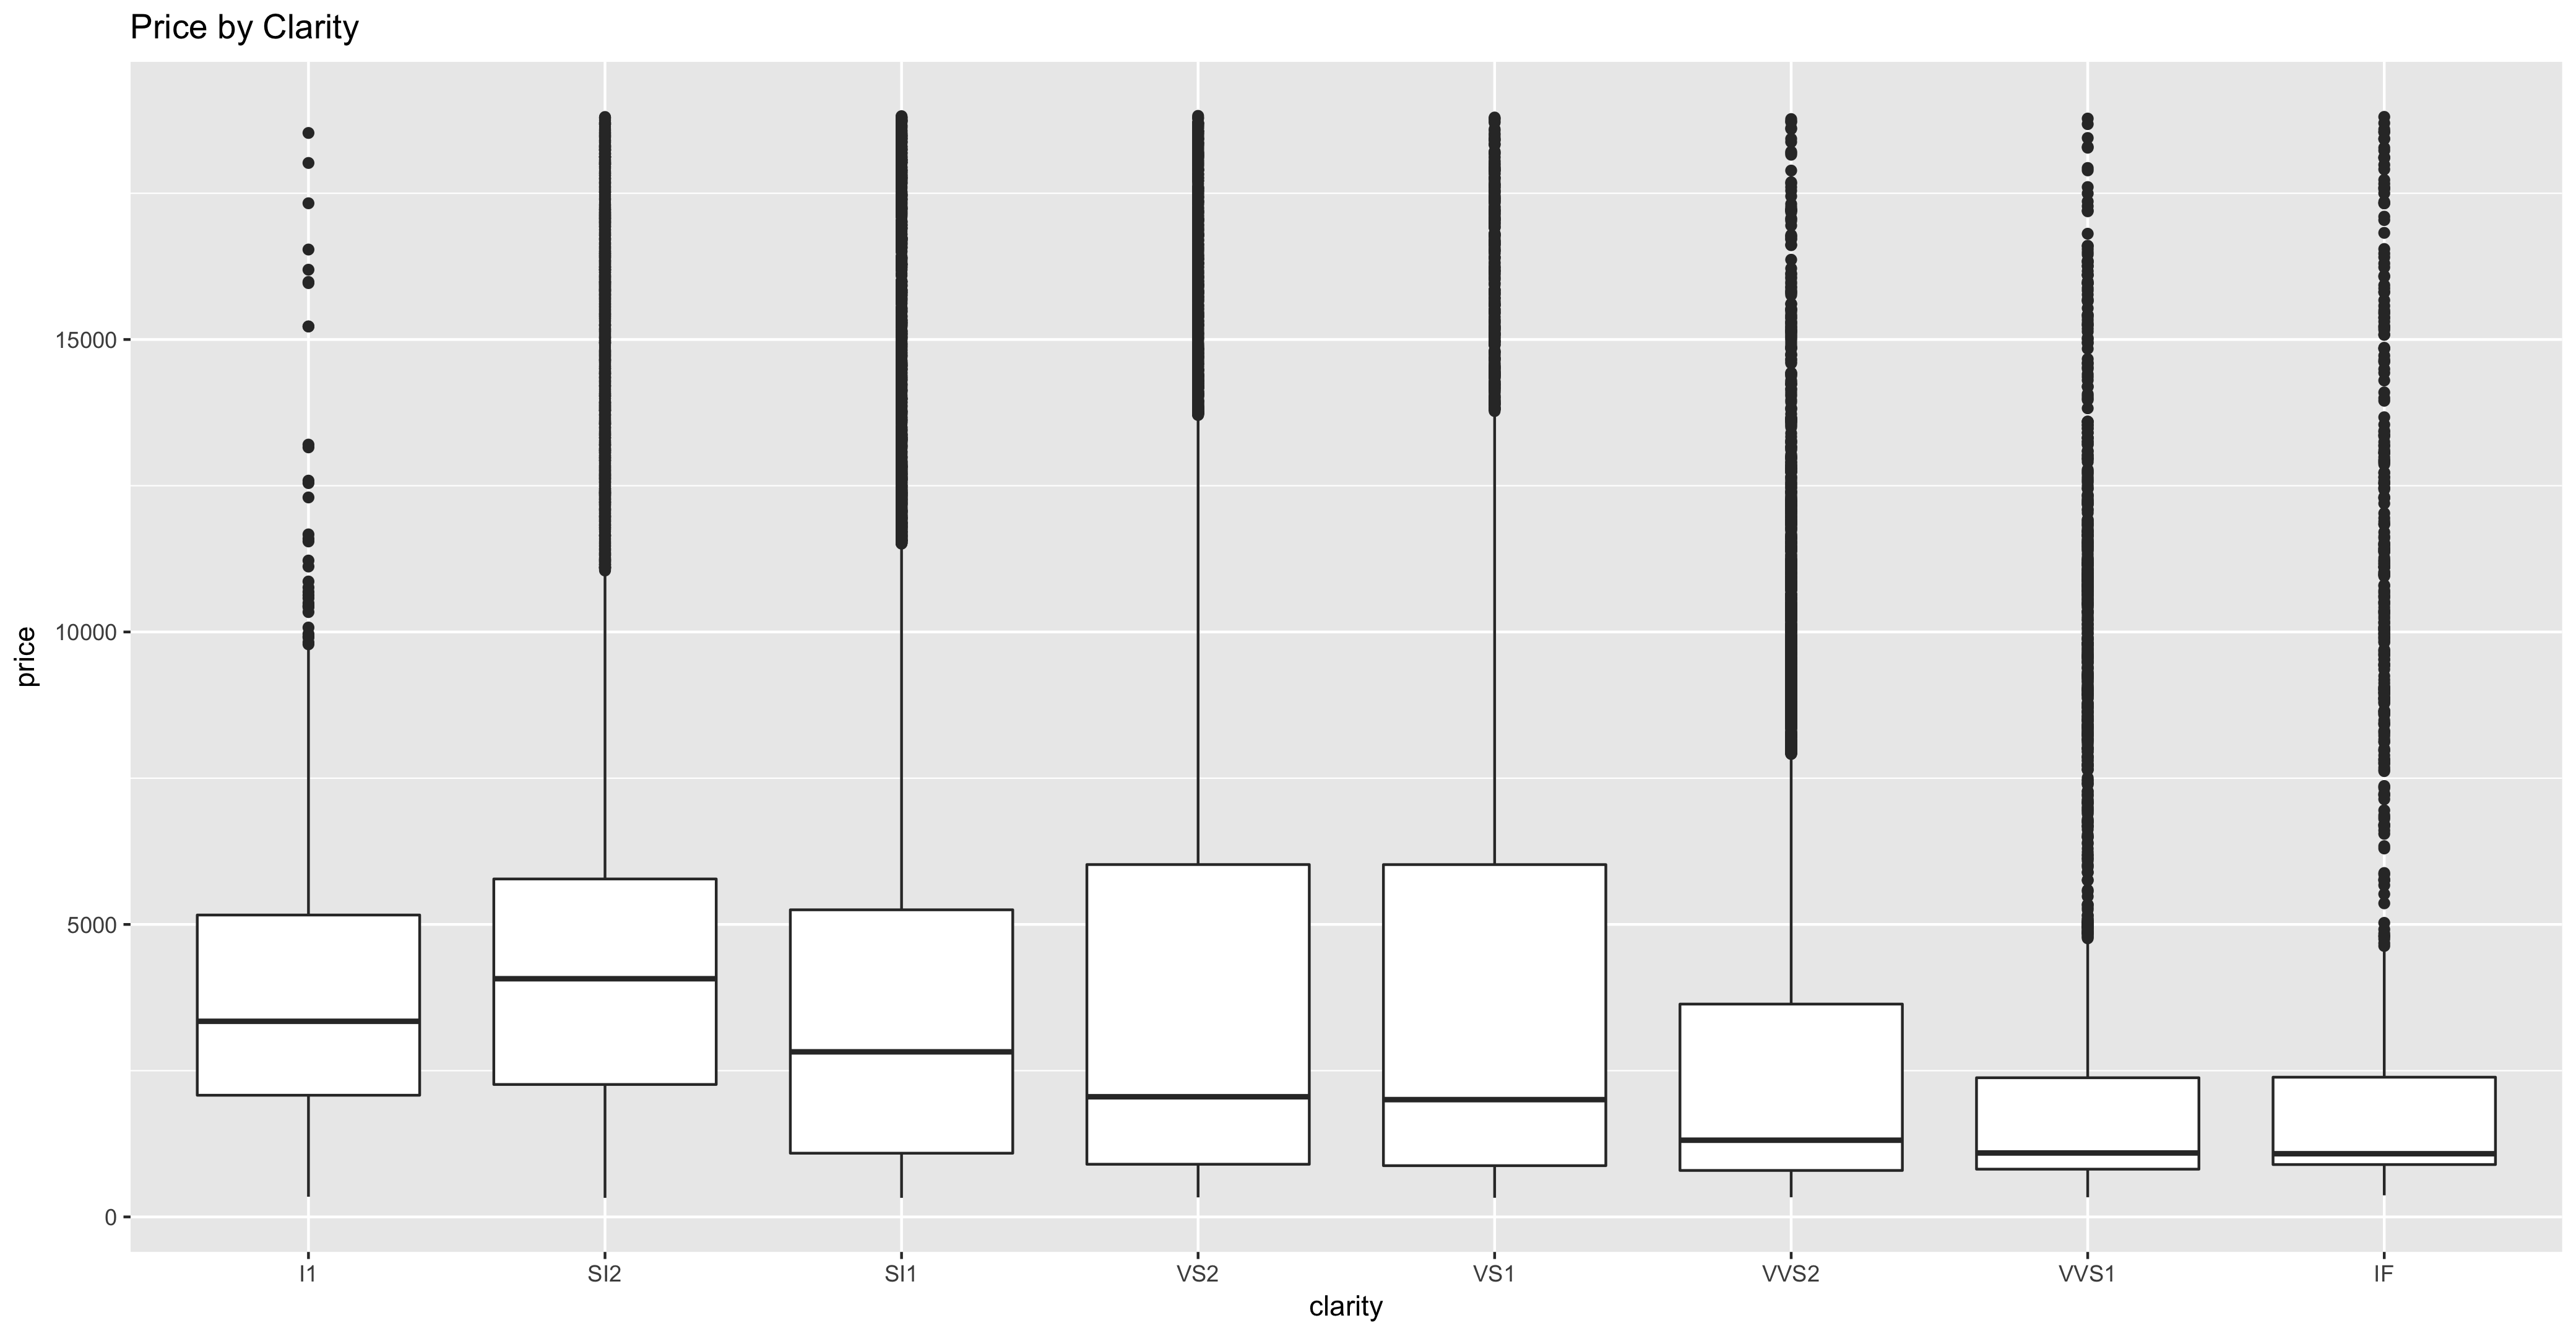 Price by Clarity
price
15000
10000
5000
0
I1 SI2 SI1 VS2 VS1 VVS2 VVS1 IF
clarity